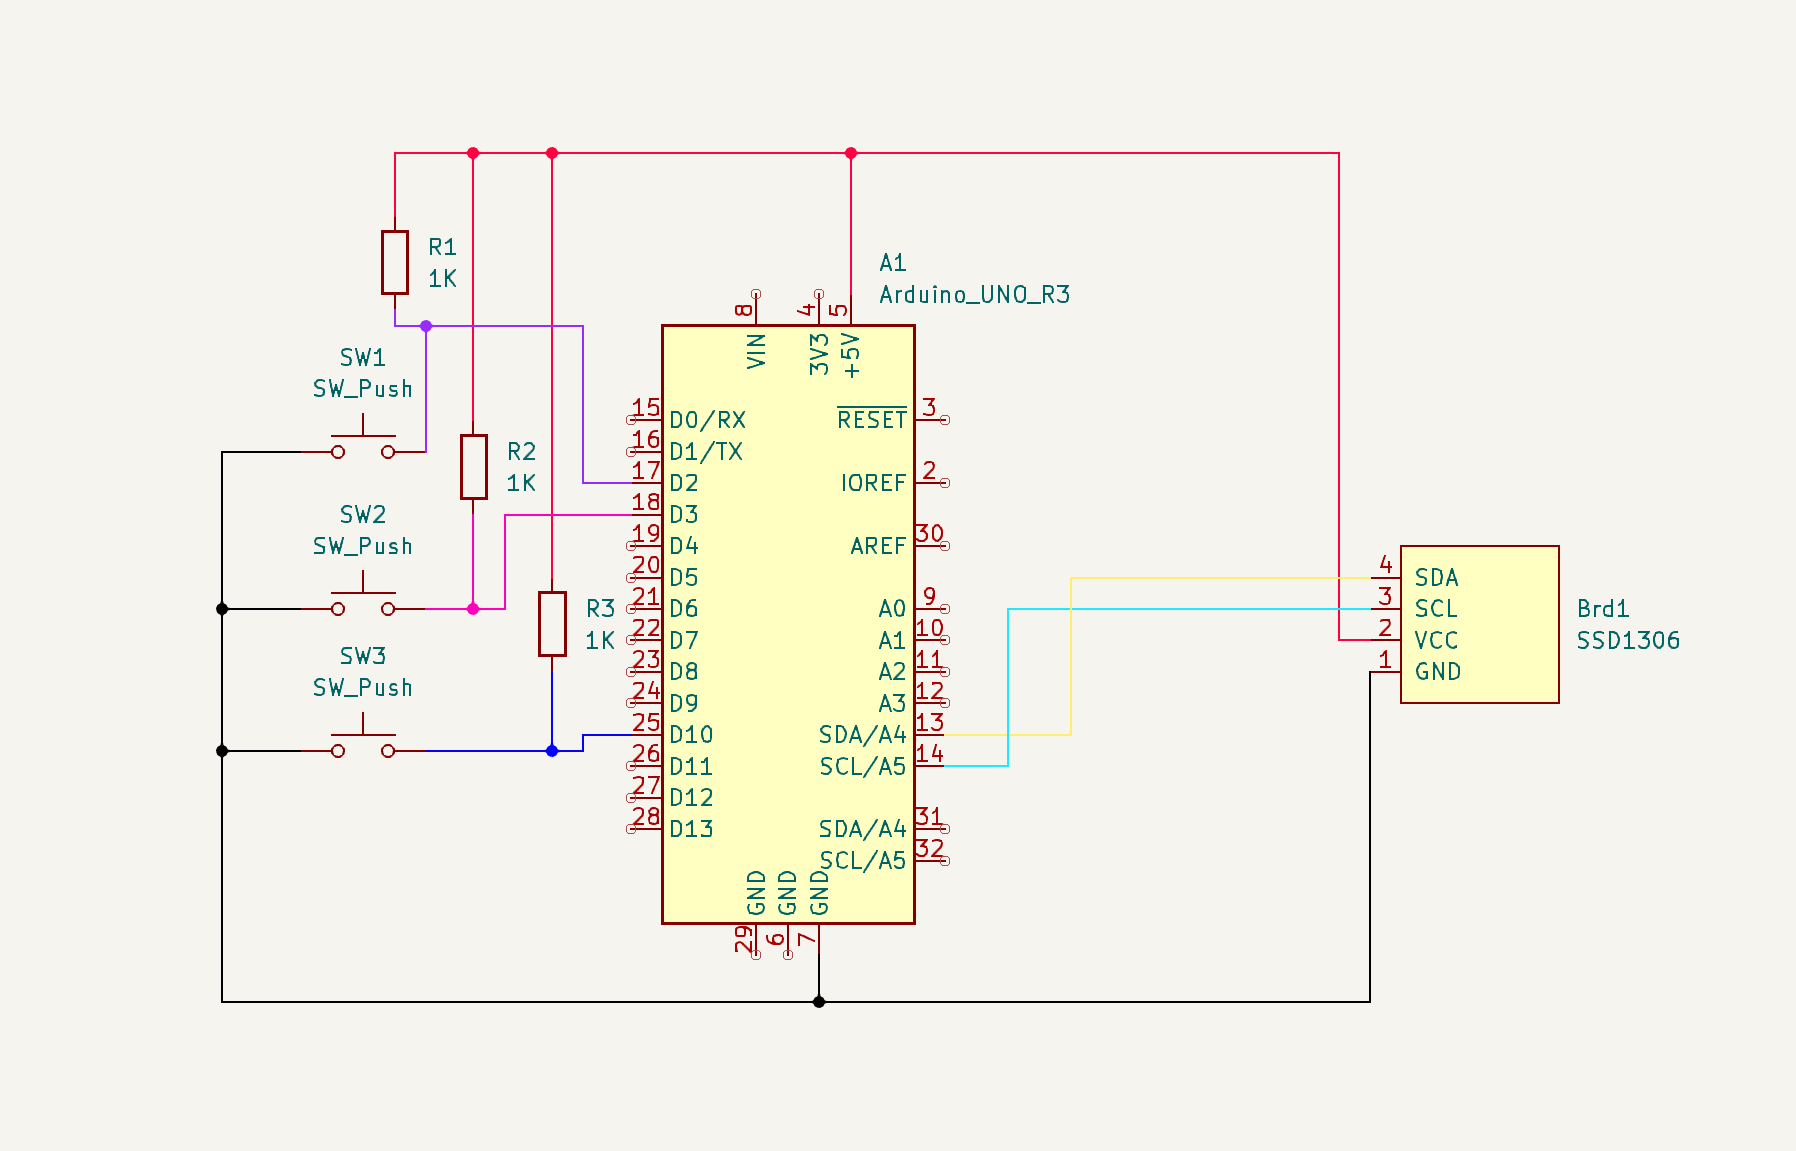 R1
1K
A1
Arduino_UNO_R3
SW1
SW_Push
R2
1K
SW2
SW_Push
R3
1K
SW3
SW_Push
8
4
5
VIN
3V3
+5V
15
D0/RX
16
D1/TX
17
D2
18
D3
19
D4
20
D5
21
D6
22
D7
23
D8
24
D9
25
D10
26
D11
27
D12
28
D13
RESET
3
IOREF
2
AREF
30
A0
9
A1
10
A2
11
A3
12
SDA/A4
13
SCL/A5
14
SDA/A4
31
SCL/A5
32
GND
GND
GND
29
6
7
4
SDA
3
SCL
2
VCC
1
GND
Brd1
SSD1306